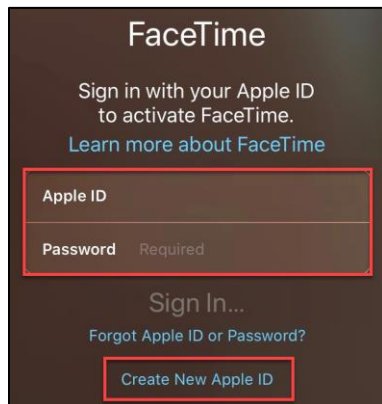 FaceTime
Sign in with your Apple ID
to activate FaceTime.
Learn more about FaceTime
Apple ID
Password Required
Sign In...
Forgot Apple ID or Password?
Create New Apple ID